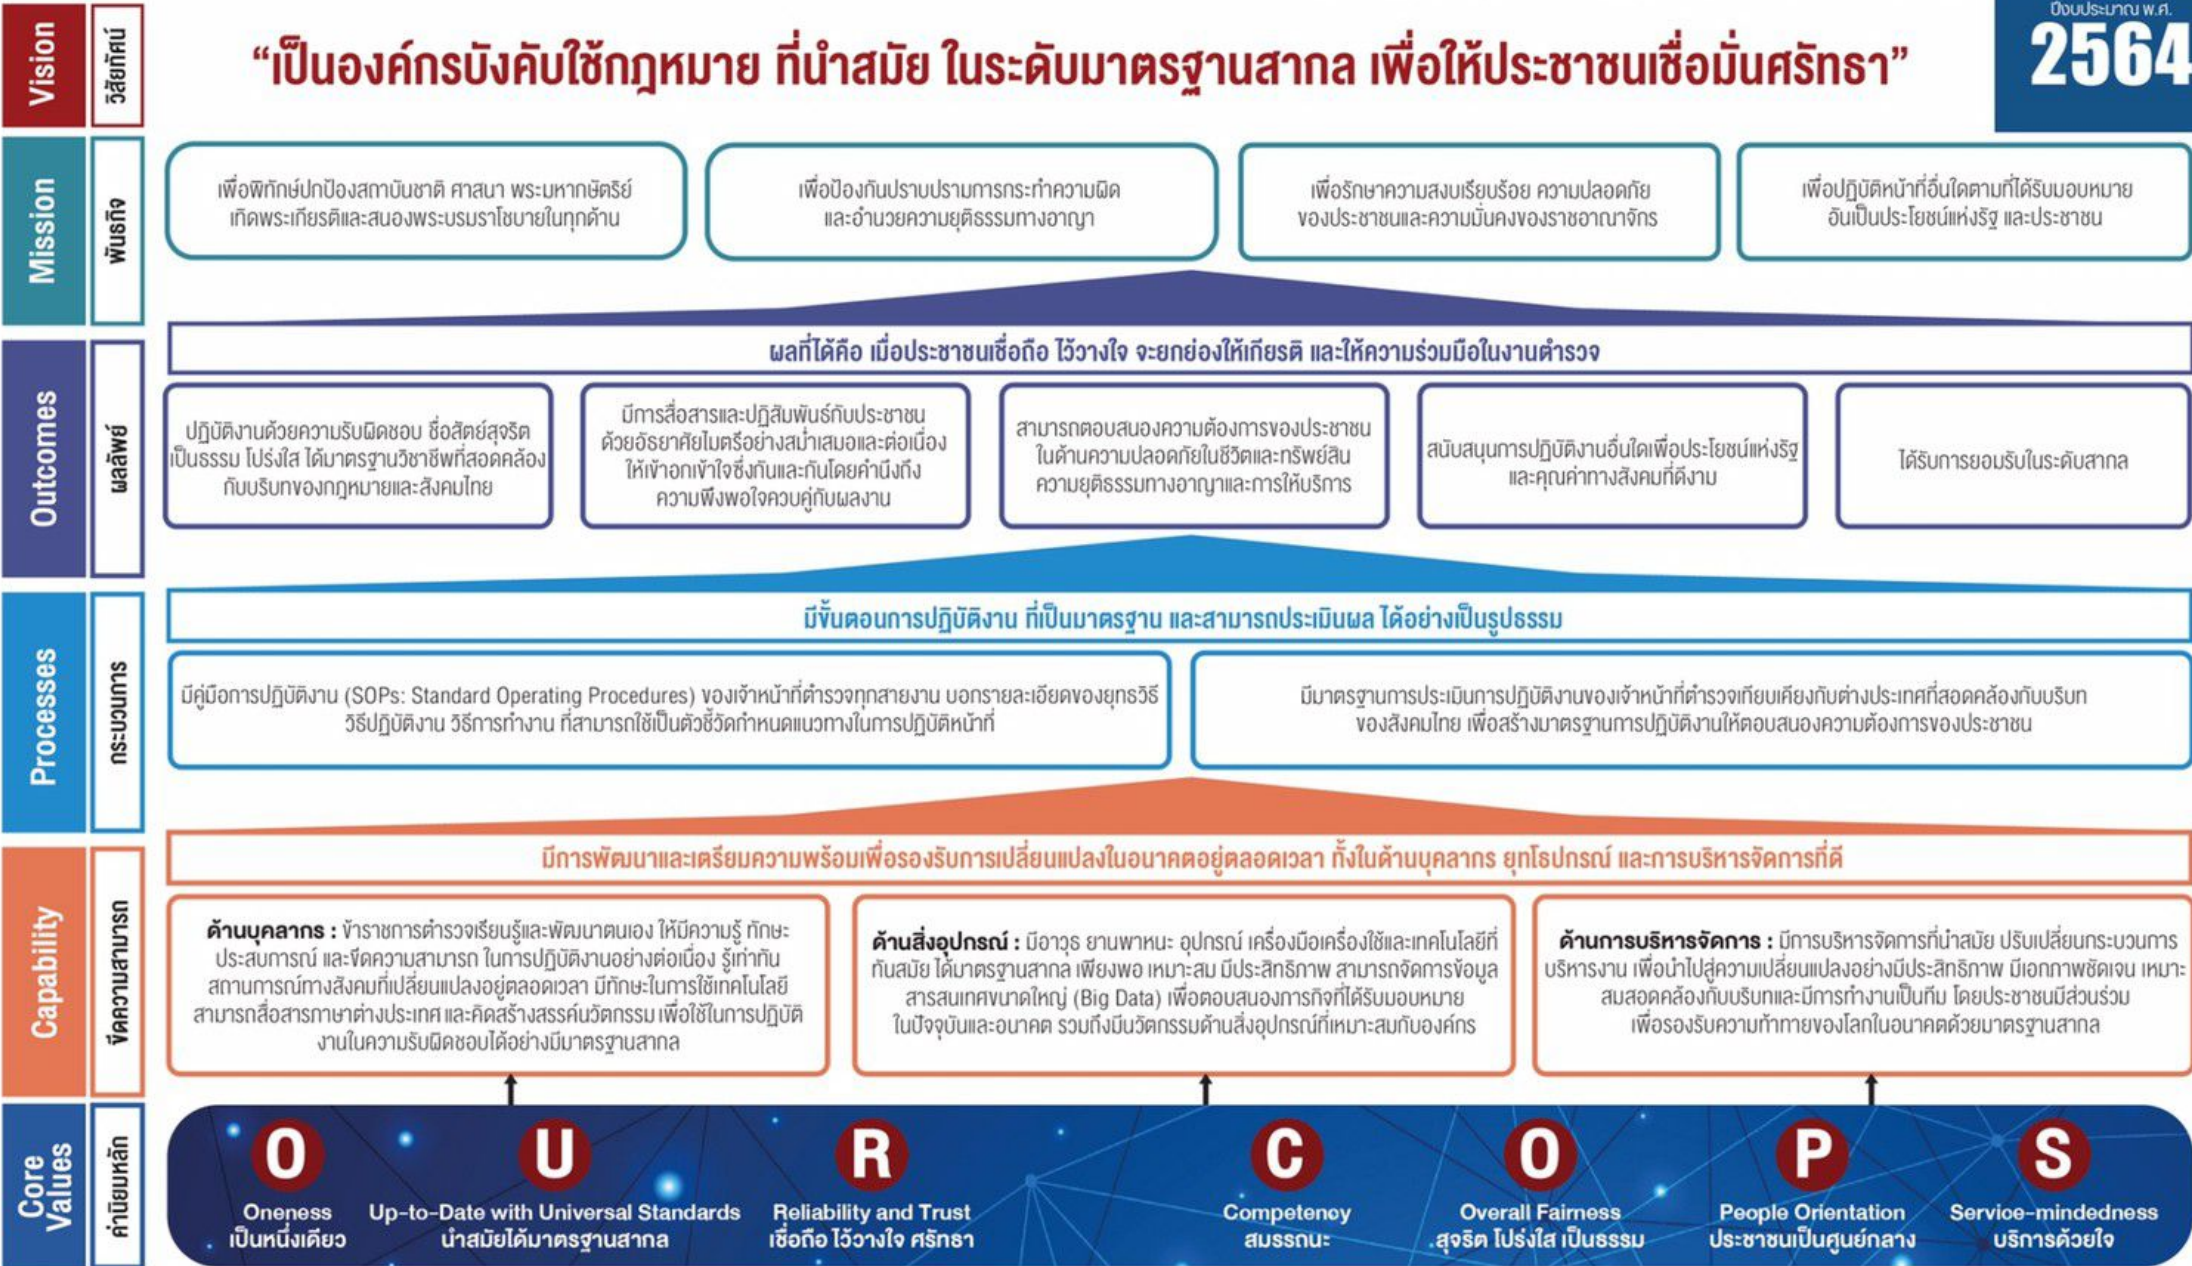 Vision
วิสัยทัศน์
“เป็นองค์กรบังคับใช้กฎหมาย ที่นำสมัย ในระดับมาตรฐานสากล เพื่อให้ประชาชนเชื่อมั่นศรัทธา”
ปีงบประมาณ พ.ศ.
2564
Mission
พันธกิจ
เพื่อพิทักษ์ปกป้องสถาบันชาติ ศาสนา พระมหากษัตริย์
เทิดพระเกียรติและสนองพระบรมราโชบายในทุกด้าน
เพื่อป้องกันปราบปรามการกระทำความผิด
และอำนวยความยุติธรรมทางอาญา
เพื่อรักษาความสงบเรียบร้อย ความปลอดภัย
ของประชาชนและความมั่นคงของราชอาณาจักร
เพื่อปฏิบัติหน้าที่อื่นใดตามที่ได้รับมอบหมาย
อันเป็นประโยชน์แห่งรัฐ และประชาชน
Outcomes
ผลลัพย์
ผลที่ได้คือ เมื่อประชาชนเชื่อถือ ไว้วางใจ จะยกย่องให้เกียรติ และให้ความร่วมมือในงานตำรวจ
ปฏิบัติงานด้วยความรับผิดชอบ ซื่อสัตย์สุจริต
เป็นธรรม โปร่งใส ได้มาตรฐานวิชาชีพที่สอดคล้อง
กับบริบทของกฎหมายและสังคมไทย
มีการสื่อสารและปฏิสัมพันธ์กับประชาชน
ด้วยอัธยาศัยไมตรีอย่างสม่ำเสมอและต่อเนื่อง
ให้เข้าอกเข้าใจซึ่งกันและกันโดยคำนึงถึง
ความพึงพอใจควบคู่กับผลงาน
สามารถตอบสนองความต้องการของประชาชน
ในด้านความปลอดภัยในชีวิตและทรัพย์สิน
ความยุติธรรมทางอาญาและการให้บริการ
สนับสนุนการปฏิบัติงานอื่นใดเพื่อประโยชน์แห่งรัฐ
และคุณค่าทางสังคมที่ดีงาม
ได้รับการยอมรับในระดับสากล
Processes
กระบวนการ
มีขั้นตอนการปฏิบัติงาน ที่เป็นมาตรฐาน และสามารถประเมินผล ได้อย่างเป็นรูปธรรม
มีคู่มือการปฏิบัติงาน (SOPs: Standard Operating Procedures) ของเจ้าหน้าที่ตำรวจทุกสายงาน บอกรายละเอียดของยุทธวิธี
วิธีปฏิบัติงาน วิธีการทำงาน ที่สามารถใช้เป็นตัวชี้วัดกำหนดแนวทางในการปฏิบัติหน้าที่
มีมาตรฐานการประเมินการปฏิบัติงานของเจ้าหน้าที่ตำรวจเทียบเคียงกับต่างประเทศที่สอดคล้องกับบริบท
ของสังคมไทย เพื่อสร้างมาตรฐานการปฏิบัติงานให้ตอบสนองความต้องการของประชาชน
Capability
ขีดความสามารถ
มีการพัฒนาและเตรียมความพร้อมเพื่อรองรับการเปลี่ยนแปลงในอนาคตอยู่ตลอดเวลา ทั้งในด้านบุคลากร ยุทโธปกรณ์ และการบริหารจัดการที่ดี
ด้านบุคลากร : ข้าราชการตำรวจเรียนรู้และพัฒนาตนเอง ให้มีความรู้ ทักษะ
ประสบการณ์ และขีดความสามารถ ในการปฏิบัติงานอย่างต่อเนื่อง รู้เท่าทัน
สถานการณ์ทางสังคมที่เปลี่ยนแปลงอยู่ตลอดเวลา มีทักษะในการใช้เทคโนโลยี
สามารถสื่อสารภาษาต่างประเทศ และคิดสร้างสรรค์นวัตกรรม เพื่อใช้ในการปฏิบัติ
งานในความรับผิดชอบได้อย่างมีมาตรฐานสากล
ด้านสิ่งอุปกรณ์ : มีอาวุธ ยานพาหนะ อุปกรณ์ เครื่องมือเครื่องใช้และเทคโนโลยีที่
ทันสมัย ได้มาตรฐานสากล เพียงพอ เหมาะสม มีประสิทธิภาพ สามารถจัดการข้อมูล
สารสนเทศขนาดใหญ่ (Big Data) เพื่อตอบสนองภารกิจที่ได้รับมอบหมาย
ในปัจจุบันและอนาคต รวมถึงมีนวัตกรรมด้านสิ่งอุปกรณ์ที่เหมาะสมกับองค์กร
ด้านการบริหารจัดการ : มีการบริหารจัดการที่นำสมัย ปรับเปลี่ยนกระบวนการ
บริหารงาน เพื่อนำไปสู่ความเปลี่ยนแปลงอย่างมีประสิทธิภาพ มีเอกภาพชัดเจน เหมาะ
สมสอดคล้องกับบริบทและมีการทำงานเป็นทีม โดยประชาชนมีส่วนร่วม
เพื่อรองรับความท้าทายของโลกในอนาคตด้วยมาตรฐานสากล
Core
Values
ค่านิยมหลัก
O U R C O P S
Oneness Up-to-Date with Universal Standards Reliability and Trust Competency Overall Fairness People Orientation Service-mindedness
เป็นหนึ่งเดียว นำสมัยได้มาตรฐานสากล เชื่อถือ ไว้วางใจ ศรัทธา สมรรถนะ สุจริต โปร่งใส เป็นธรรม ประชาชนเป็นศูนย์กลาง บริการด้วยใจ